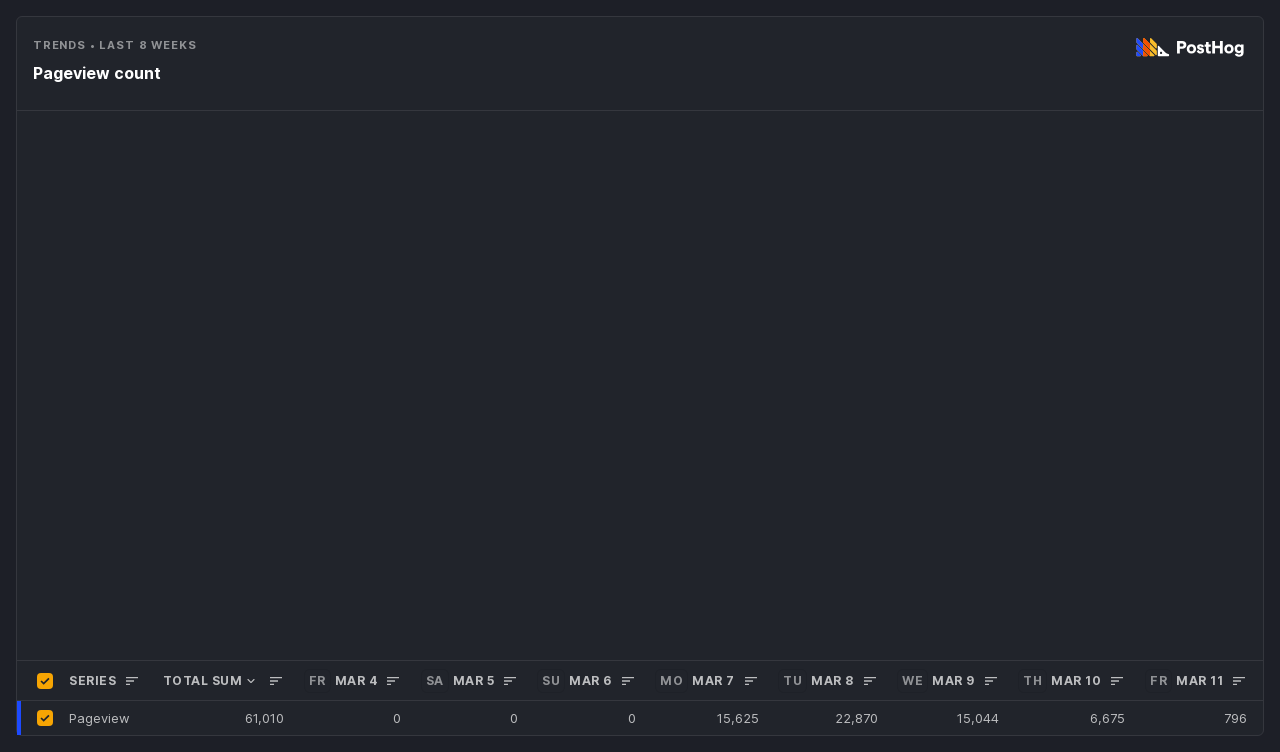 TRENDS • LAST 8 WEEKS
PostHog
Pageview count
SERIES TOTAL SUM FR MAR 4 SA MAR 5 SU MAR 6 MO MAR 7 TU MAR 8 WE MAR 9 TH MAR 10 FR MAR 11
Pageview 61,010 0 0 0 15,625 22,870 15,044 6,675 796